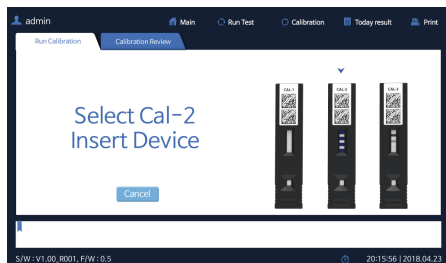 admin
Main
Run Test
Calibration
Today result
Print
Run Calibration
Calibration Review
CAL-1
CAL-2
CAL-3
Select Cal-2
Insert Device
Cancel
S/W : V1.00_R001, F/W : 0.5
20:15:56 | 2018.04.23